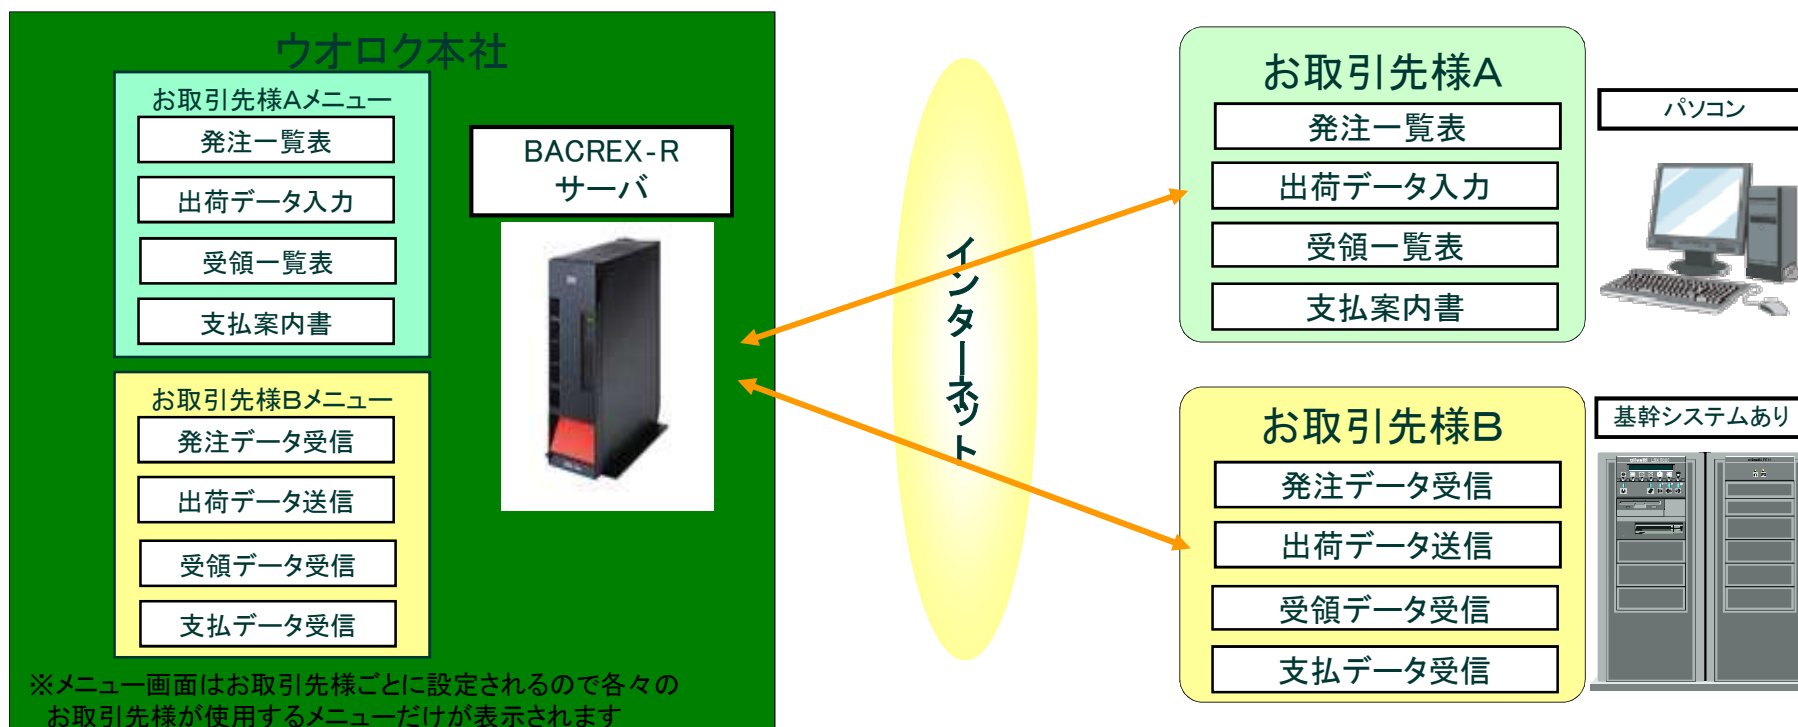 ウオロク本社
お取引先様Aメニュー
発注一覧表
出荷データ入力
受領一覧表
支払案内書
お取引先様Bメニュー
発注データ受信
出荷データ送信
受領データ受信
支払データ受信
※メニュー画面はお取引先様ごとに設定されるので各々の
お取引先様が使用するメニューだけが表示されます
BACREX-R
サーバ
インターネット
お取引先様A
発注一覧表
出荷データ入力
受領一覧表
支払案内書
パソコン
お取引先様B
発注データ受信
出荷データ送信
受領データ受信
支払データ受信
基幹システムあり